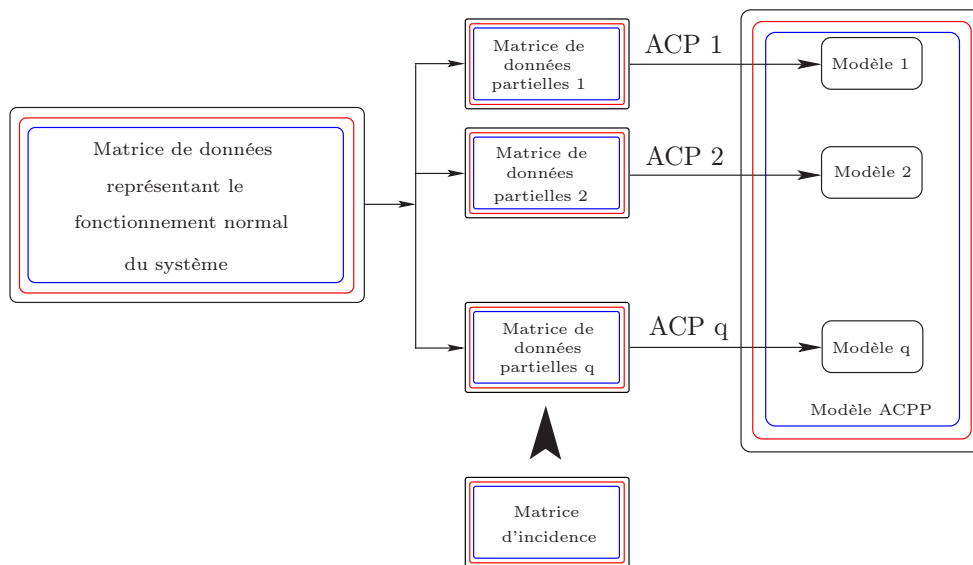 Matrice de données
représentant le
fonctionnement normal
du système
Matrice de
données
partielles 1
ACP 1
Modèle 1
Matrice de
données
partielles 2
ACP 2
Modèle 2
Matrice de
données
partielles q
ACP q
Modèle q
Modèle ACPP
Matrice
d'incidence